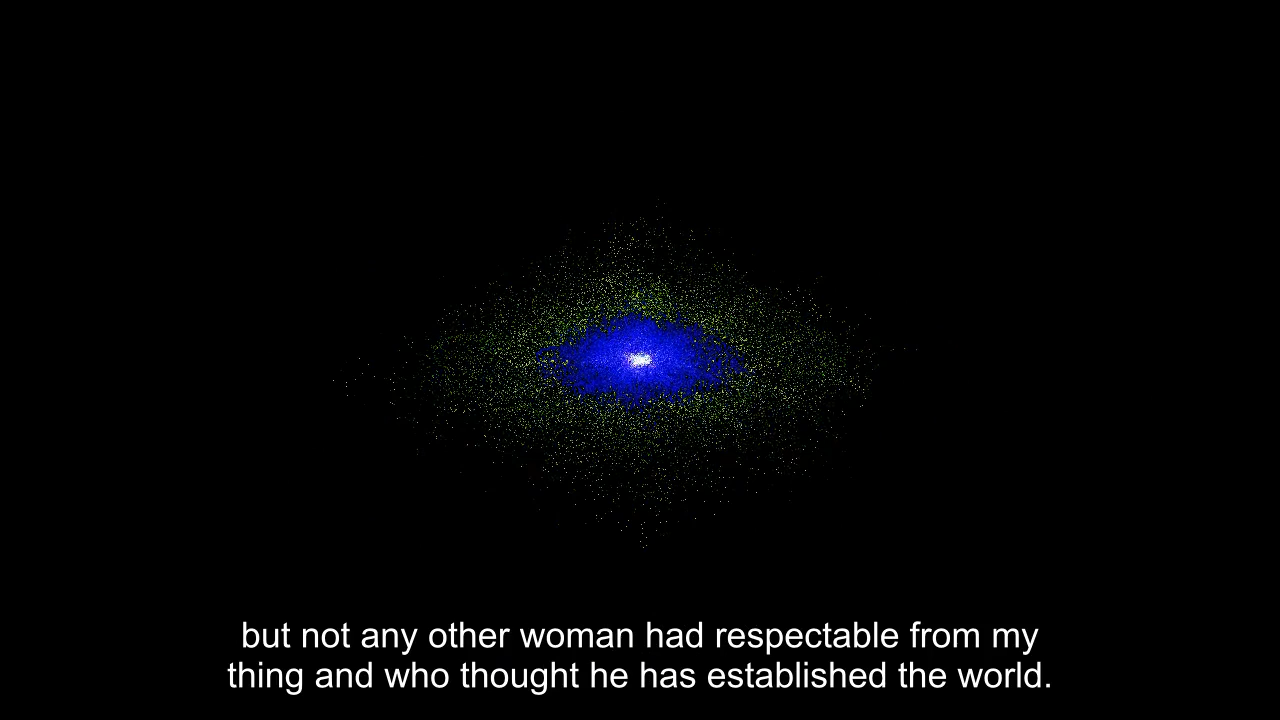 but not any other woman had respectable from my
thing and who thought he has established the world.